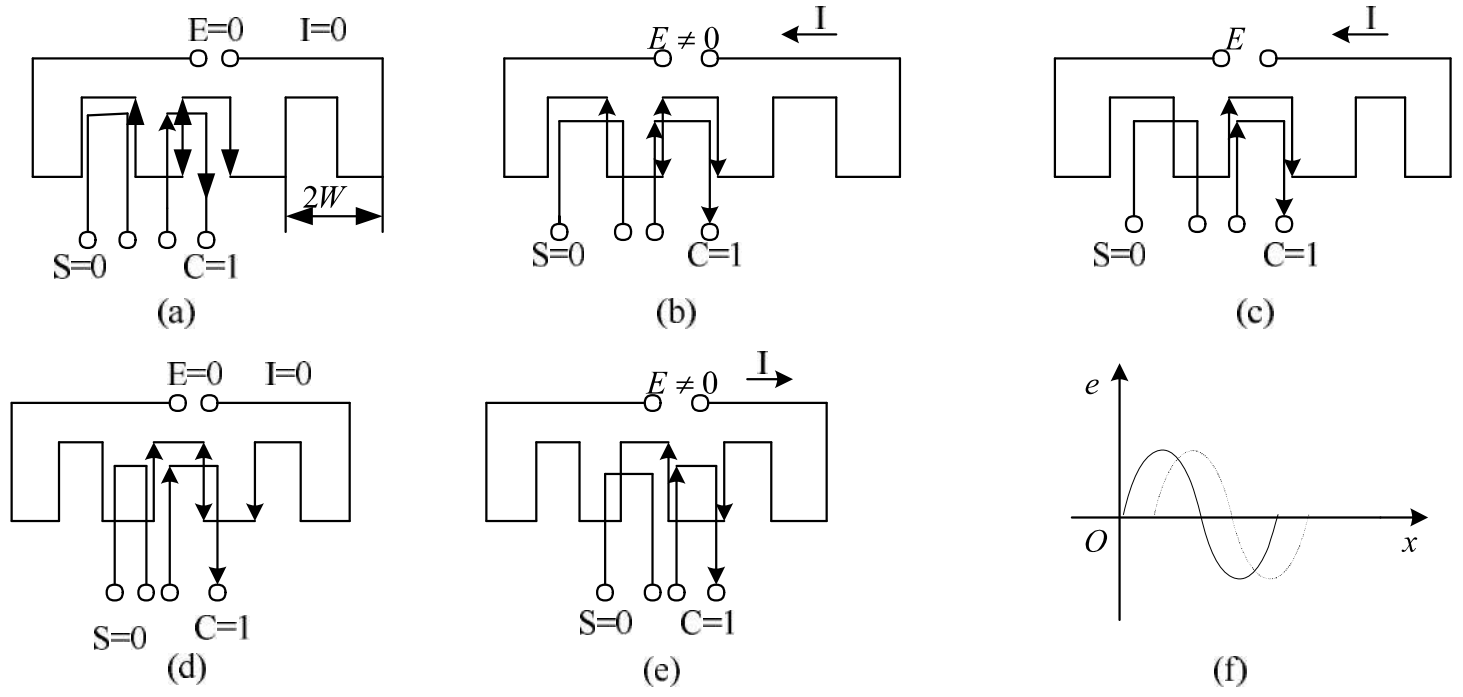 E=0 I=0
2W
S=0 C=1
(a)
E ≠ 0 I
S=0 C=1
(b)
E I
S=0 C=1
(c)
E=0 I=0
S=0 C=1
(d)
E ≠ 0 I
S=0 C=1
(e)
e
O x
(f)